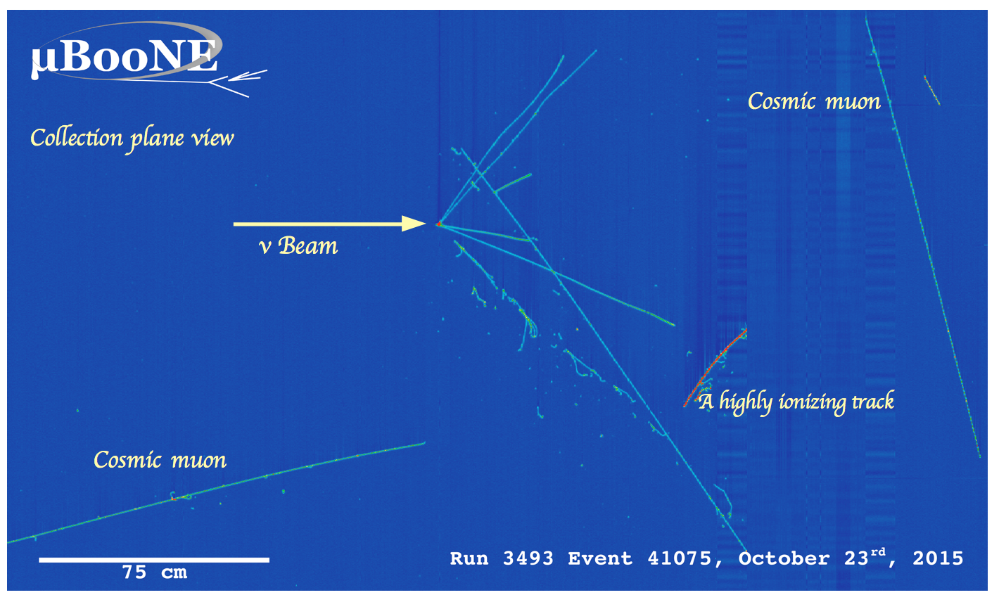 µBooNE
Cosmic muon
Collection plane view
ν Beam
A highly ionizing track
Cosmic muon
75 cm
Run 3493 Event 41075, October 23rd, 2015